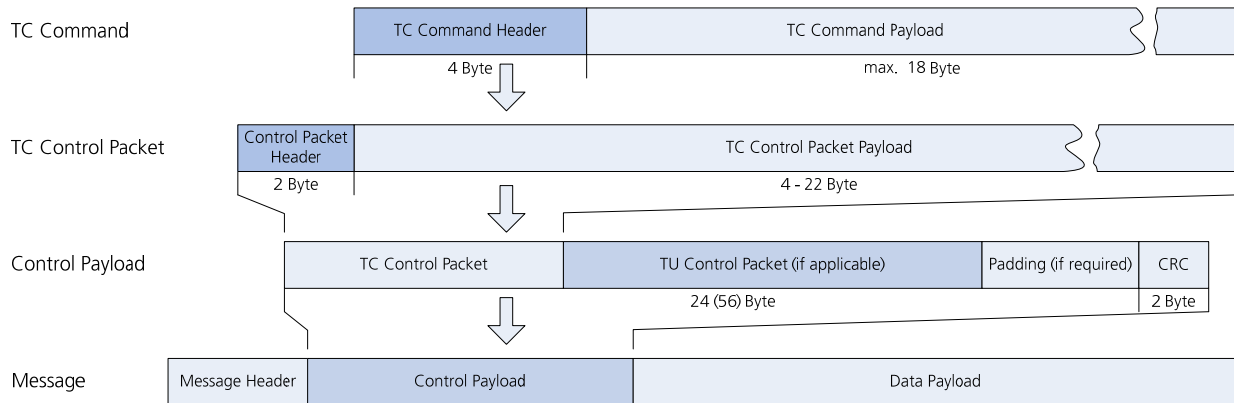 TC Command
TC Command Header
TC Command Payload
4 Byte
max. 18 Byte
TC Control Packet
Control Packet
Header
TC Control Packet Payload
2 Byte
4 - 22 Byte
Control Payload
TC Control Packet
TU Control Packet (if applicable)
Padding (if required)
CRC
24 (56) Byte
2 Byte
Message
Message Header
Control Payload
Data Payload